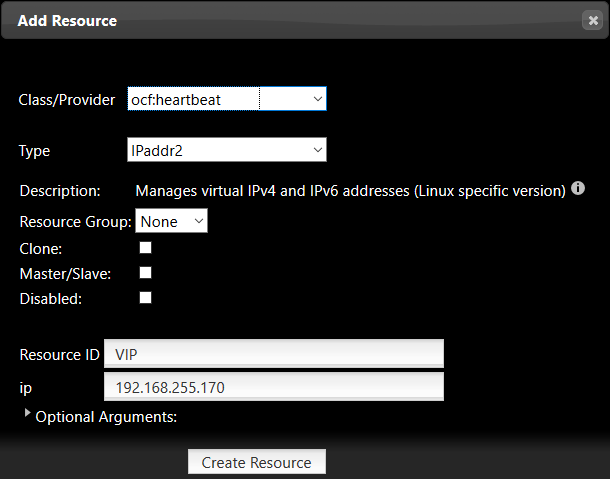 Add Resource
Class/Provider ocf:heartbeat
Type IPaddr2
Description: Manages virtual IPv4 and IPv6 addresses (Linux specific version)
Resource Group: None
Clone:
Master/Slave:
Disabled:
Resource ID VIP
ip 192.168.255.170
Optional Arguments:
Create Resource